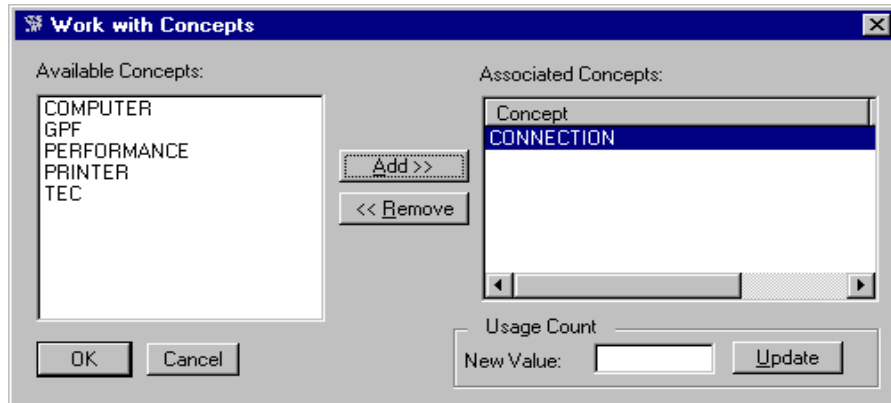 Work with Concepts
Available Concepts:
COMPUTER
GPF
PERFORMANCE
PRINTER
TEC
Add >>
<< Remove
Associated Concepts:
Concept
CONNECTION
OK
Cancel
Usage Count
New Value:
Update